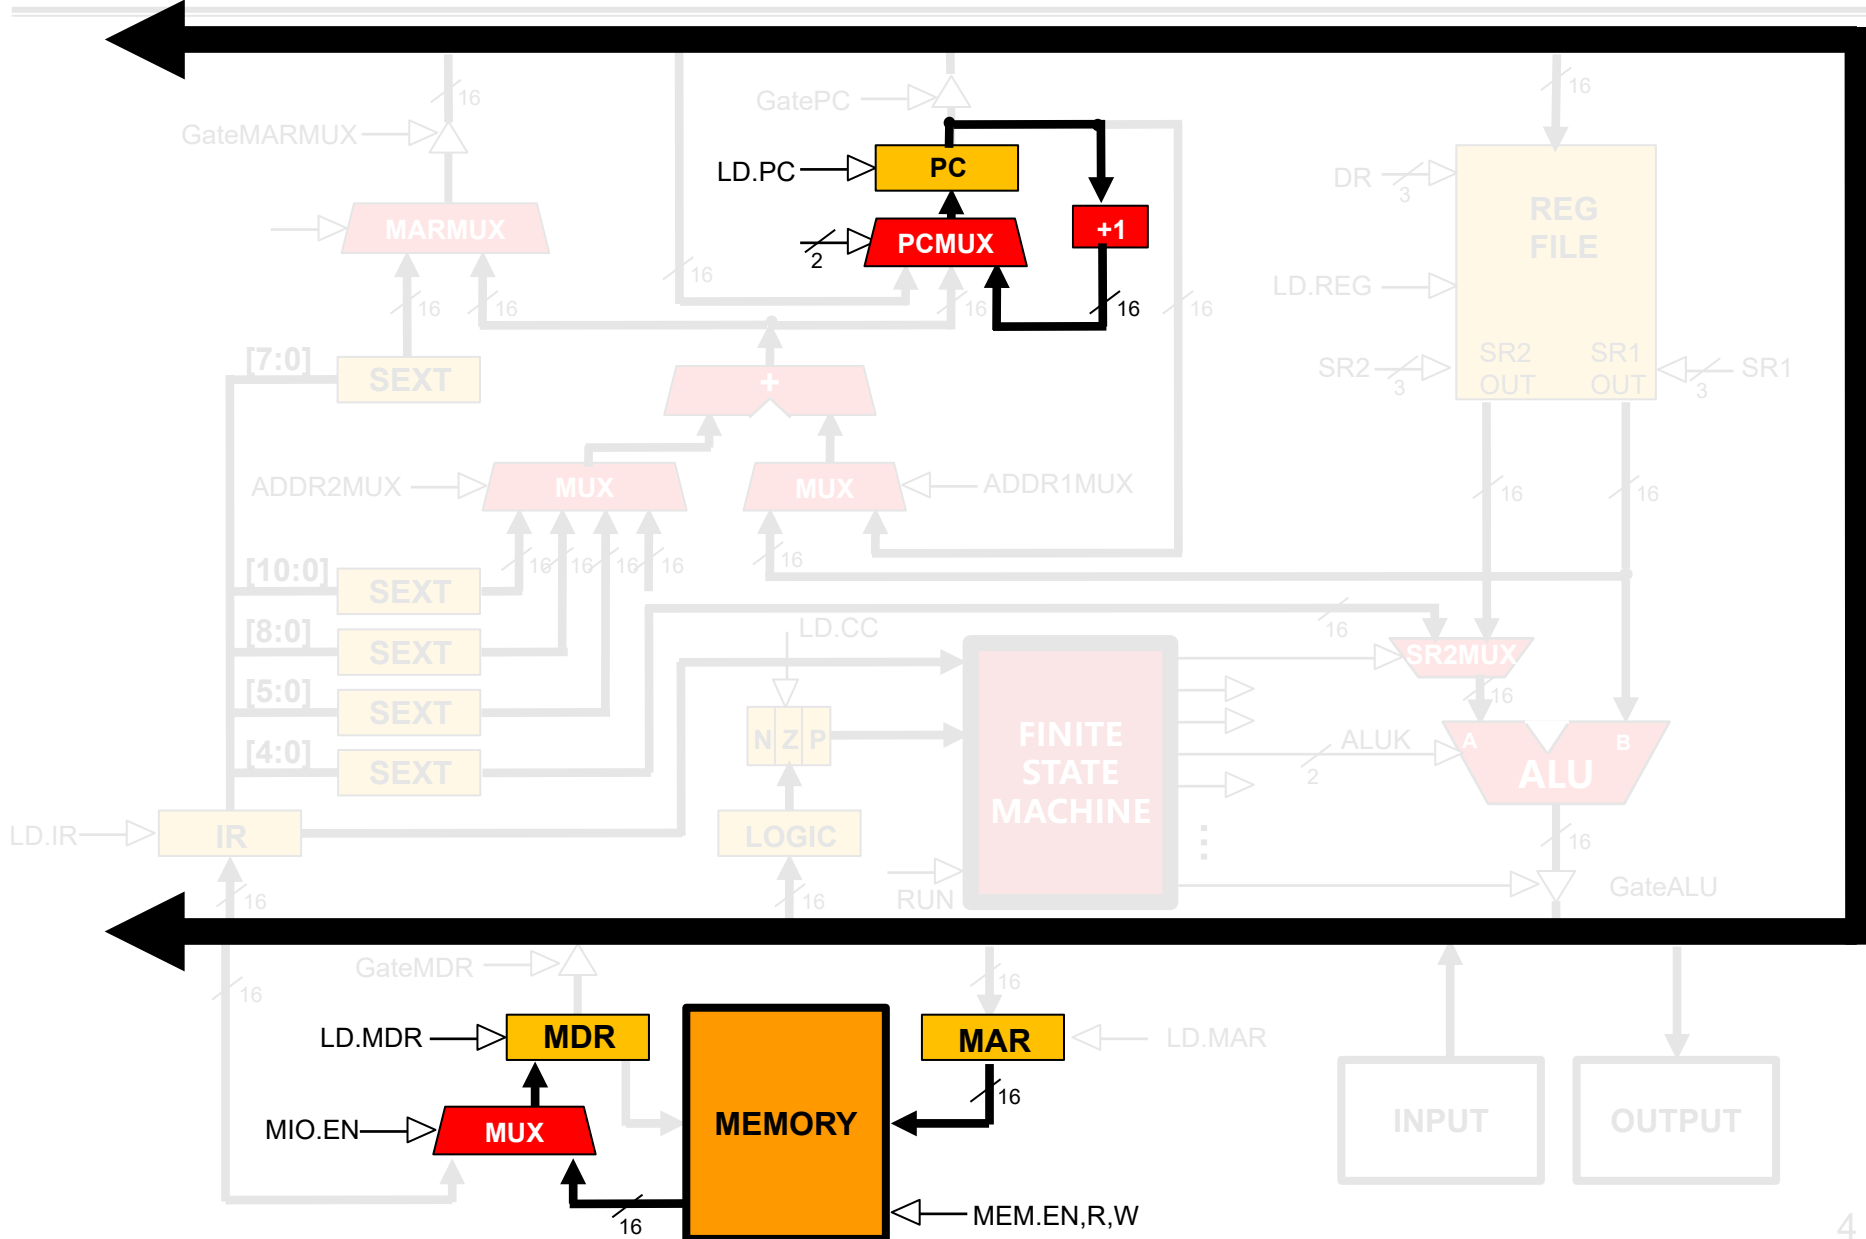 16
16
GatePC
GateMARMUX
LD.PC
PC
DR
3
REG
FILE
MARMUX
2
PCMUX
+1
16
16
16
16
16
16
LD.REG
[7:0]
SEXT
+
SR2
3
SR2
OUT
SR1
OUT
3
SR1
ADDR2MUX
MUX
MUX
ADDR1MUX
16
16
[10:0]
SEXT
16
16
16
16
16
[8:0]
SEXT
LD.CC
16
SR2MUX
[5:0]
SEXT
16
N Z P
FINITE
STATE
MACHINE
ALUK
2
A
B
ALU
[4:0]
SEXT
LD.IR
IR
LOGIC
⋮
16
16
16
RUN
GateALU
GateMDR
16
16
LD.MDR
MDR
MAR
LD.MAR
16
MIO.EN
MUX
MEMORY
INPUT
OUTPUT
16
MEM.EN,R,W
4